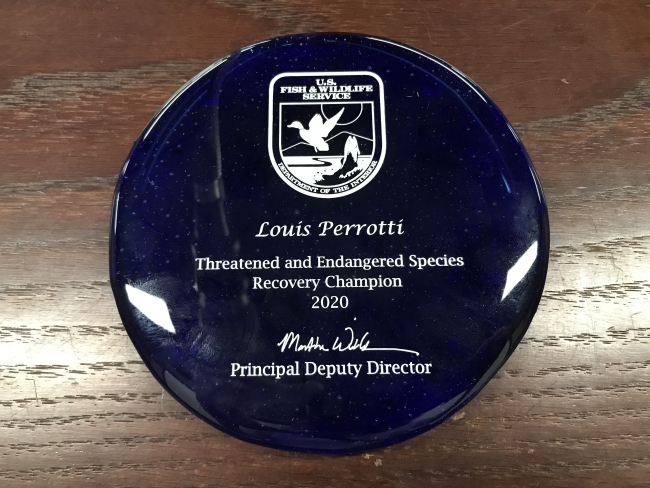 U.S.
FISH & WILDLIFE
SERVICE
DEPARTMENT OF THE INTERIOR
Louis Perrotti
Threatened and Endangered Species
Recovery Champion
2020
Principal Deputy Director